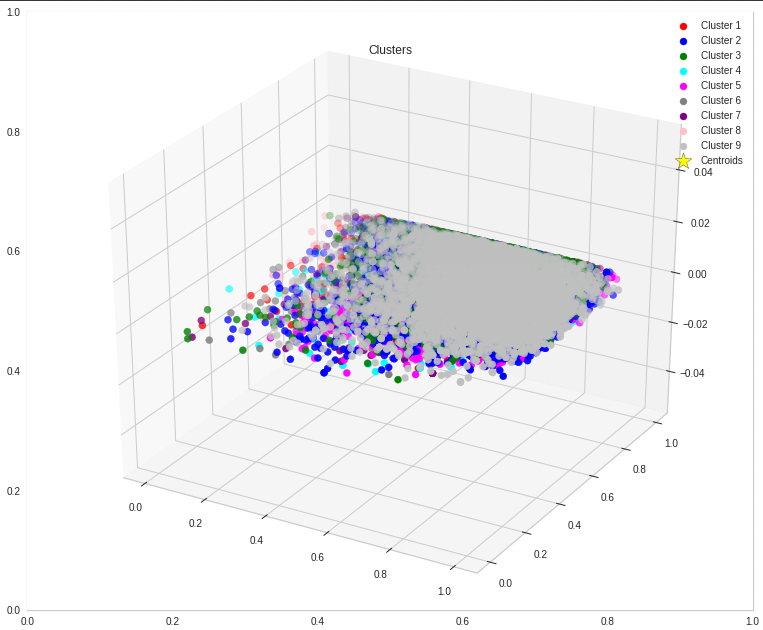 Clusters
Cluster 1
Cluster 2
Cluster 3
Cluster 4
Cluster 5
Cluster 6
Cluster 7
Cluster 8
Cluster 9
Centroids
1.0
0.8
0.6
0.4
0.2
0.0
0.0
0.2
0.4
0.6
0.8
1.0
0.04
0.02
0.00
−0.02
−0.04
1.0
0.8
0.6
0.4
0.2
0.0
0.0
0.2
0.4
0.6
0.8
1.0